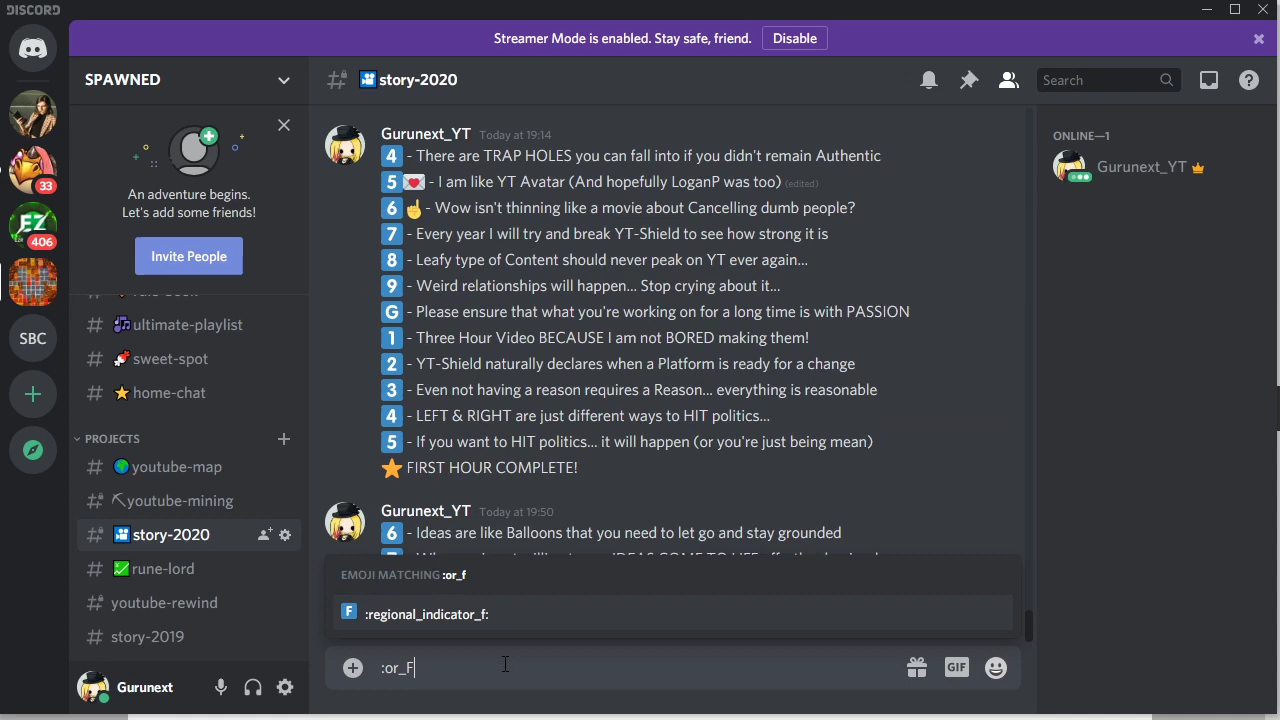 DISCORD
Streamer Mode is enabled. Stay safe, friend. Disable
SPAWNED
story-2020
Search
33
406
SBC
An adventure begins.
Let's add some friends!
Invite People
ultimate-playlist
sweet-spot
home-chat
PROJECTS
youtube-map
youtube-mining
story-2020
rune-lord
youtube-rewind
story-2019
Gurunext
Gurunext_YT Today at 19:14
4 - There are TRAP HOLES you can fall into if you didn't remain Authentic
5 - I am like YT Avatar (And hopefully LoganP was too) (edited)
6 - Wow isn't thinning like a movie about Cancelling dumb people?
7 - Every year I will try and break YT-Shield to see how strong it is
8 - Leafy type of Content should never peak on YT ever again...
9 - Weird relationships will happen... Stop crying about it...
G - Please ensure that what you're working on for a long time is with PASSION
1 - Three Hour Video BECAUSE I am not BORED making them!
2 - YT-Shield naturally declares when a Platform is ready for a change
3 - Even not having a reason requires a Reason... everything is reasonable
4 - LEFT & RIGHT are just different ways to HIT politics...
5 - If you want to HIT politics... it will happen (or you're just being mean)
FIRST HOUR COMPLETE!
Gurunext_YT Today at 19:50
6 - Ideas are like Balloons that you need to let go and stay grounded
EMOJI MATCHING :or_f
F :regional_indicator_f:
:or_F
GIF
ONLINE—1
Gurunext_YT